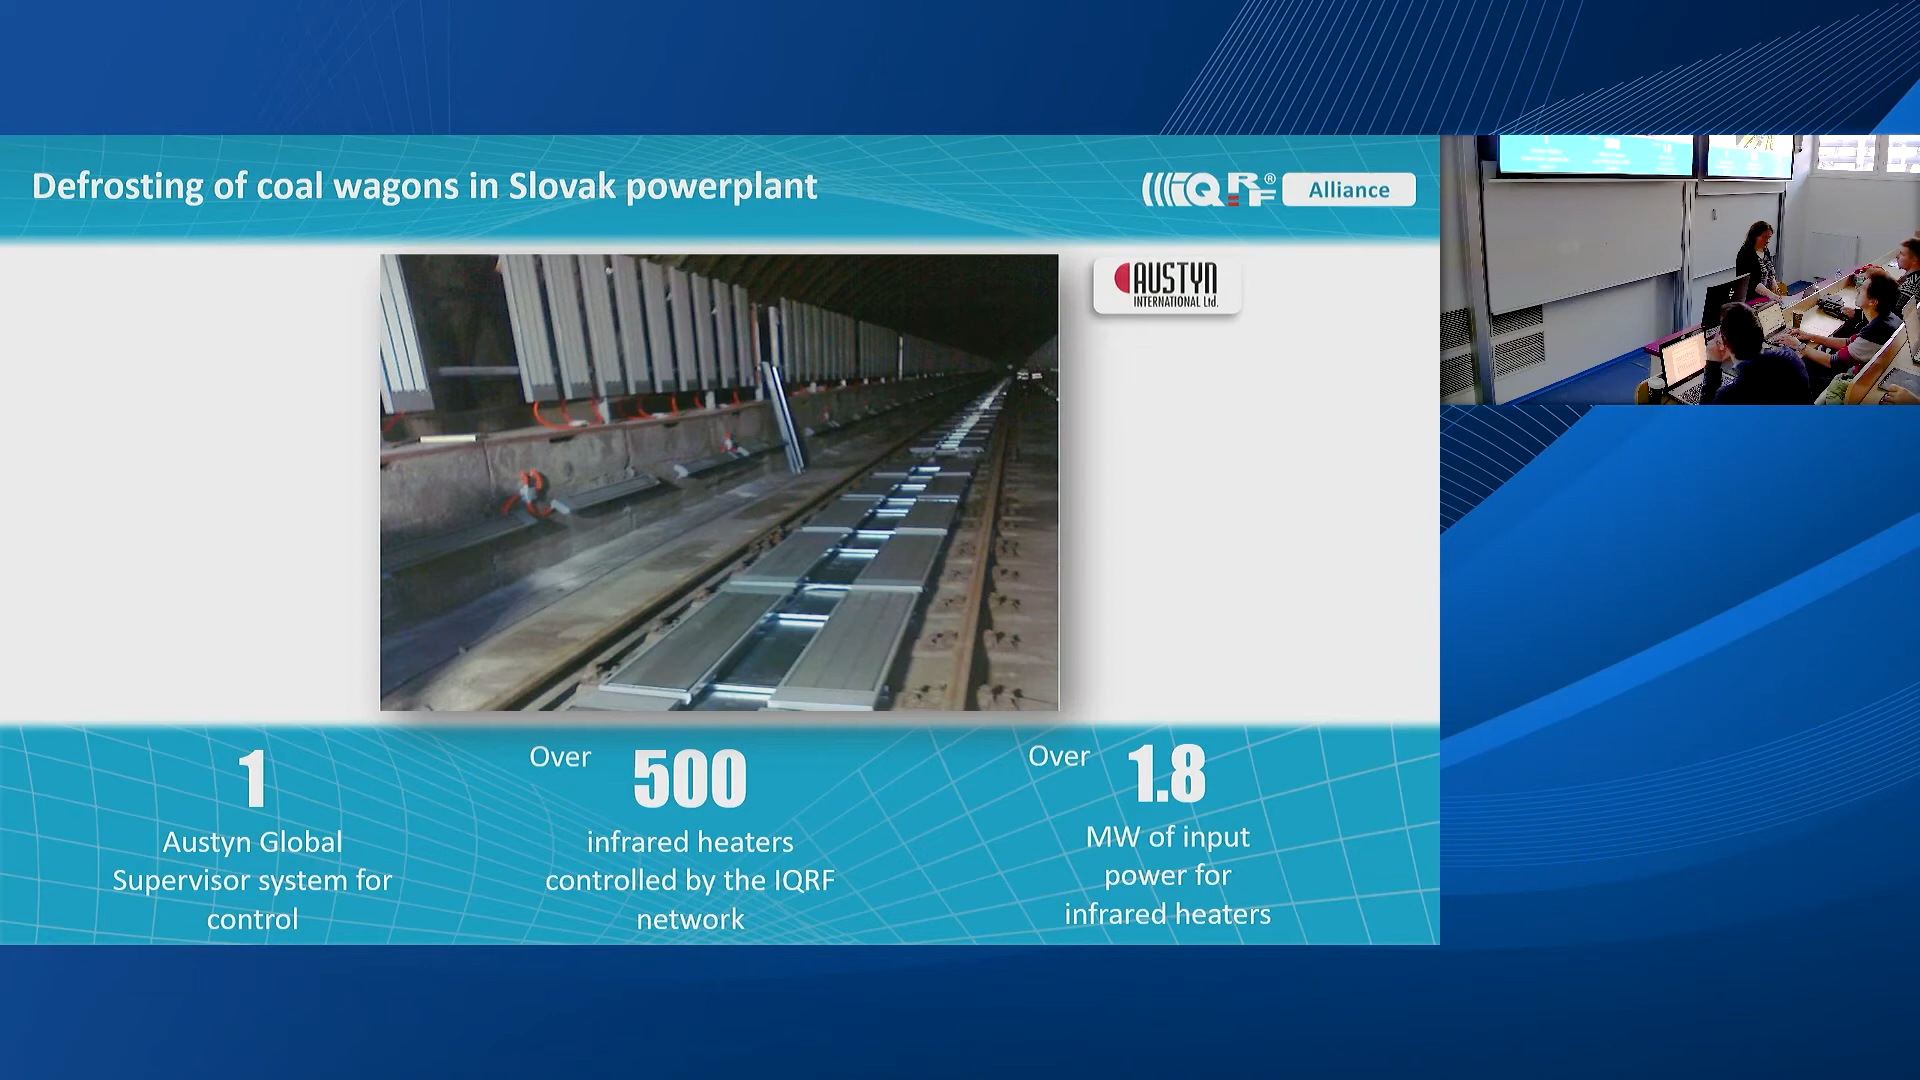 Defrosting of coal wagons in Slovak powerplant
IQRF® Alliance
AUSTYN
INTERNATIONAL Ltd.
1
Austyn Global
Supervisor system for
control
Over 500
infrared heaters
controlled by the IQRF
network
Over 1.8
MW of input
power for
infrared heaters